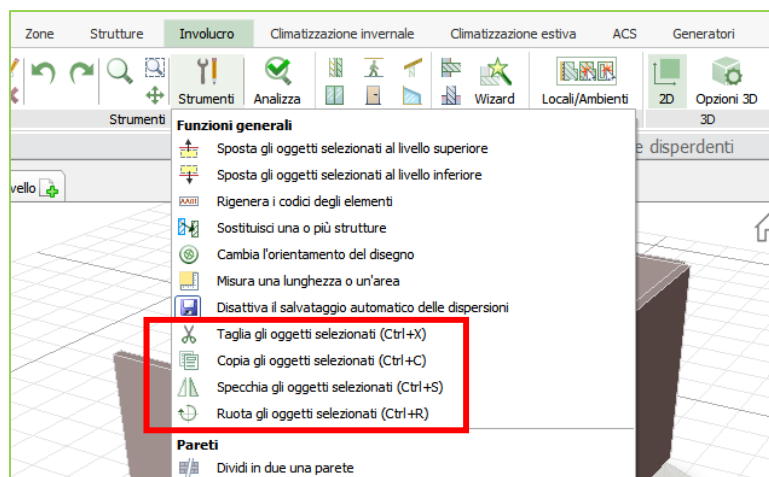 Zone Strutture Involucro Climatizzazione invernale Climatizzazione estiva ACS Generatori
Strumenti Analizza Wizard Locali/Ambienti 2D Opzioni 3D
Strumenti 3D
e disperdenti
vello
Funzioni generali
Sposta gli oggetti selezionati al livello superiore
Sposta gli oggetti selezionati al livello inferiore
Rigenera i codici degli elementi
Sostituisci una o più strutture
Cambia l'orientamento del disegno
Misura una lunghezza o un'area
Disattiva il salvataggio automatico delle dispersioni
Taglia gli oggetti selezionati (Ctrl+X)
Copia gli oggetti selezionati (Ctrl+C)
Specchia gli oggetti selezionati (Ctrl+S)
Ruota gli oggetti selezionati (Ctrl+R)
Pareti
Dividi in due una parete